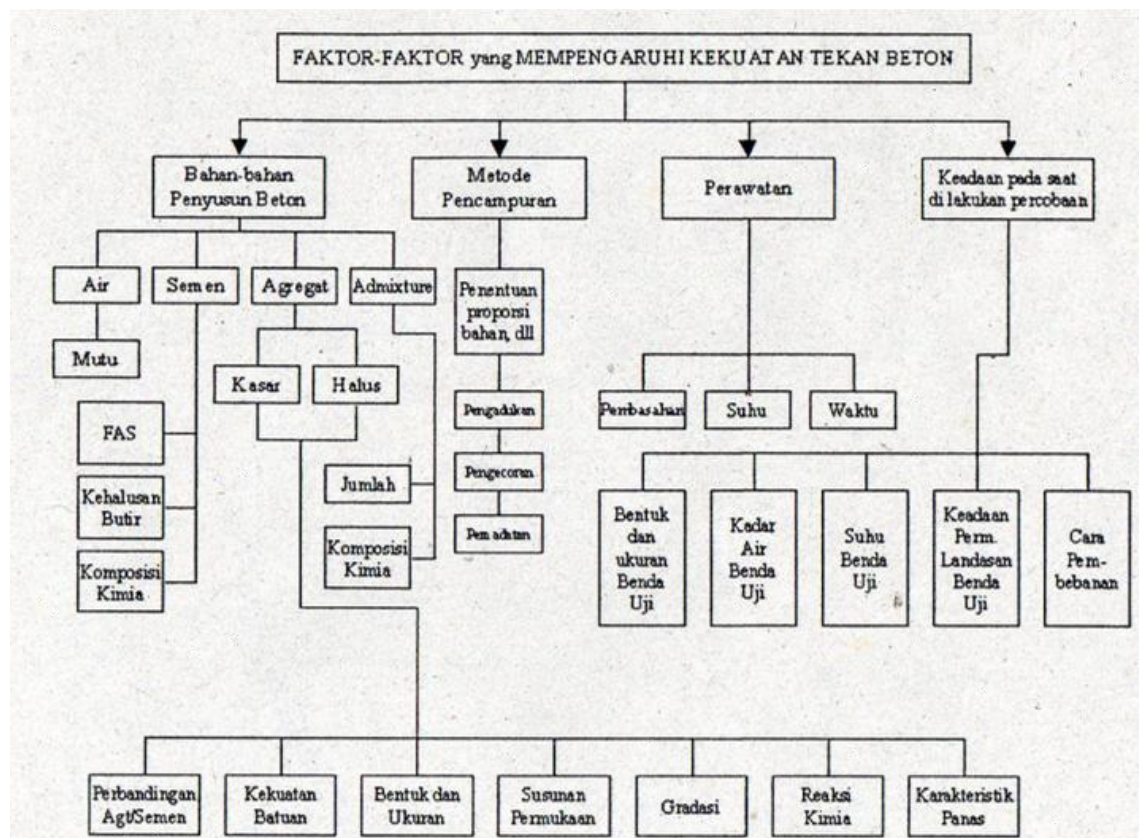 FAKTOR-FAKTOR yang MEMPENGARUHI KEKUATAN TEKAN BETON
Bahan-bahan
Penyusun Beton
Metode
Pencampuran
Perawatan
Keadaan pada saat
di lakukan percobaan
Air
Semen
Agregat
Admixture
Mutu
FAS
Kehalusan
Butir
Komposisi
Kimia
Kasar
Halus
Jumlah
Komposisi
Kimia
Penentuan
proporsi
bahan, dll
Pengadukan
Pengecoran
Pemadatan
Pembasahan
Suhu
Waktu
Bentuk
dan
ukuran
Benda
Uji
Kadar
Air
Benda
Uji
Suhu
Benda
Uji
Keadaan
Perm.
Landasan
Benda
Uji
Cara
Pem-
bebanan
Perbandingan
Agt/Semen
Kekuatan
Batuan
Bentuk dan
Ukuran
Susunan
Permukaan
Gradasi
Reaksi
Kimia
Karakteristik
Panas